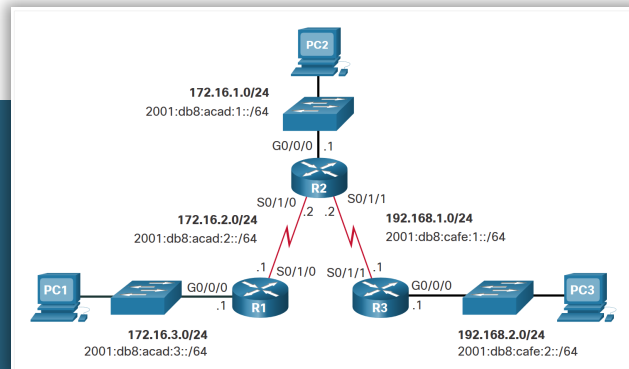 PC2
172.16.1.0/24
2001:db8:acad:1::/64
G0/0/0 .1
R2
S0/1/0 S0/1/1
.2 .2
172.16.2.0/24
2001:db8:acad:2::/64
192.168.1.0/24
2001:db8:cafe:1::/64
.1 S0/1/0
S0/1/1 .1
PC1
G0/0/0
.1
R1
R3
G0/0/0
.1
PC3
172.16.3.0/24
2001:db8:acad:3::/64
192.168.2.0/24
2001:db8:cafe:2::/64